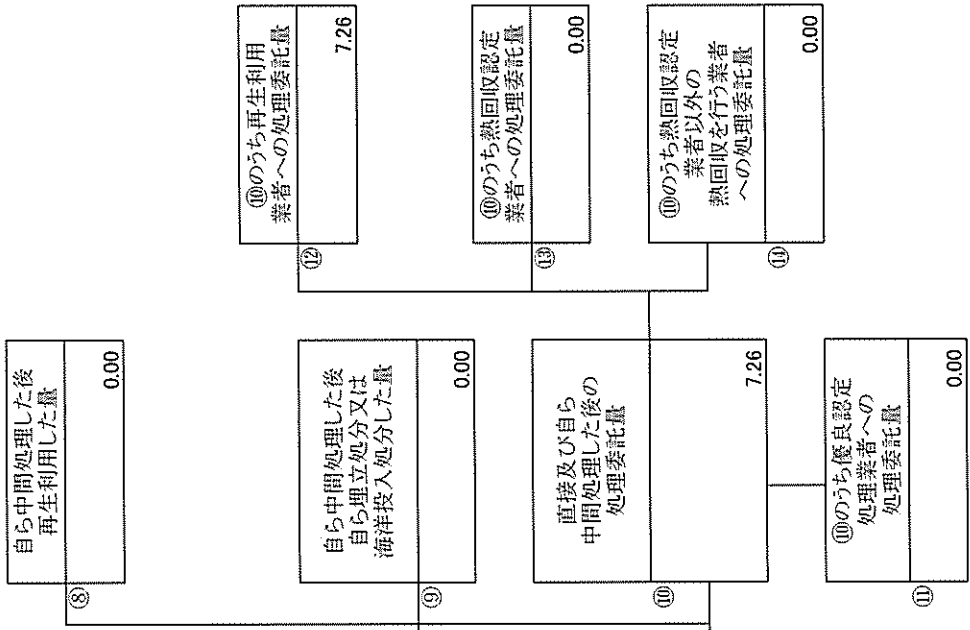 自ら中間処理した後
再生利用した量
0.00
⑧
自ら中間処理した後
自ら埋立処分又は
海洋投入処分した量
0.00
⑨
直接及び自ら
中間処理した後の
処理委託量
7.26
⑩
⑩のうち優良認定
処理業者への
処理委託量
0.00
⑪
⑩のうち再生利用
業者への処理委託量
7.26
⑫
⑩のうち熱回収認定
業者への処理委託量
0.00
⑬
⑩のうち熱回収認定
業者以外の
熱回収を行う業者
への処理委託量
0.00
⑭